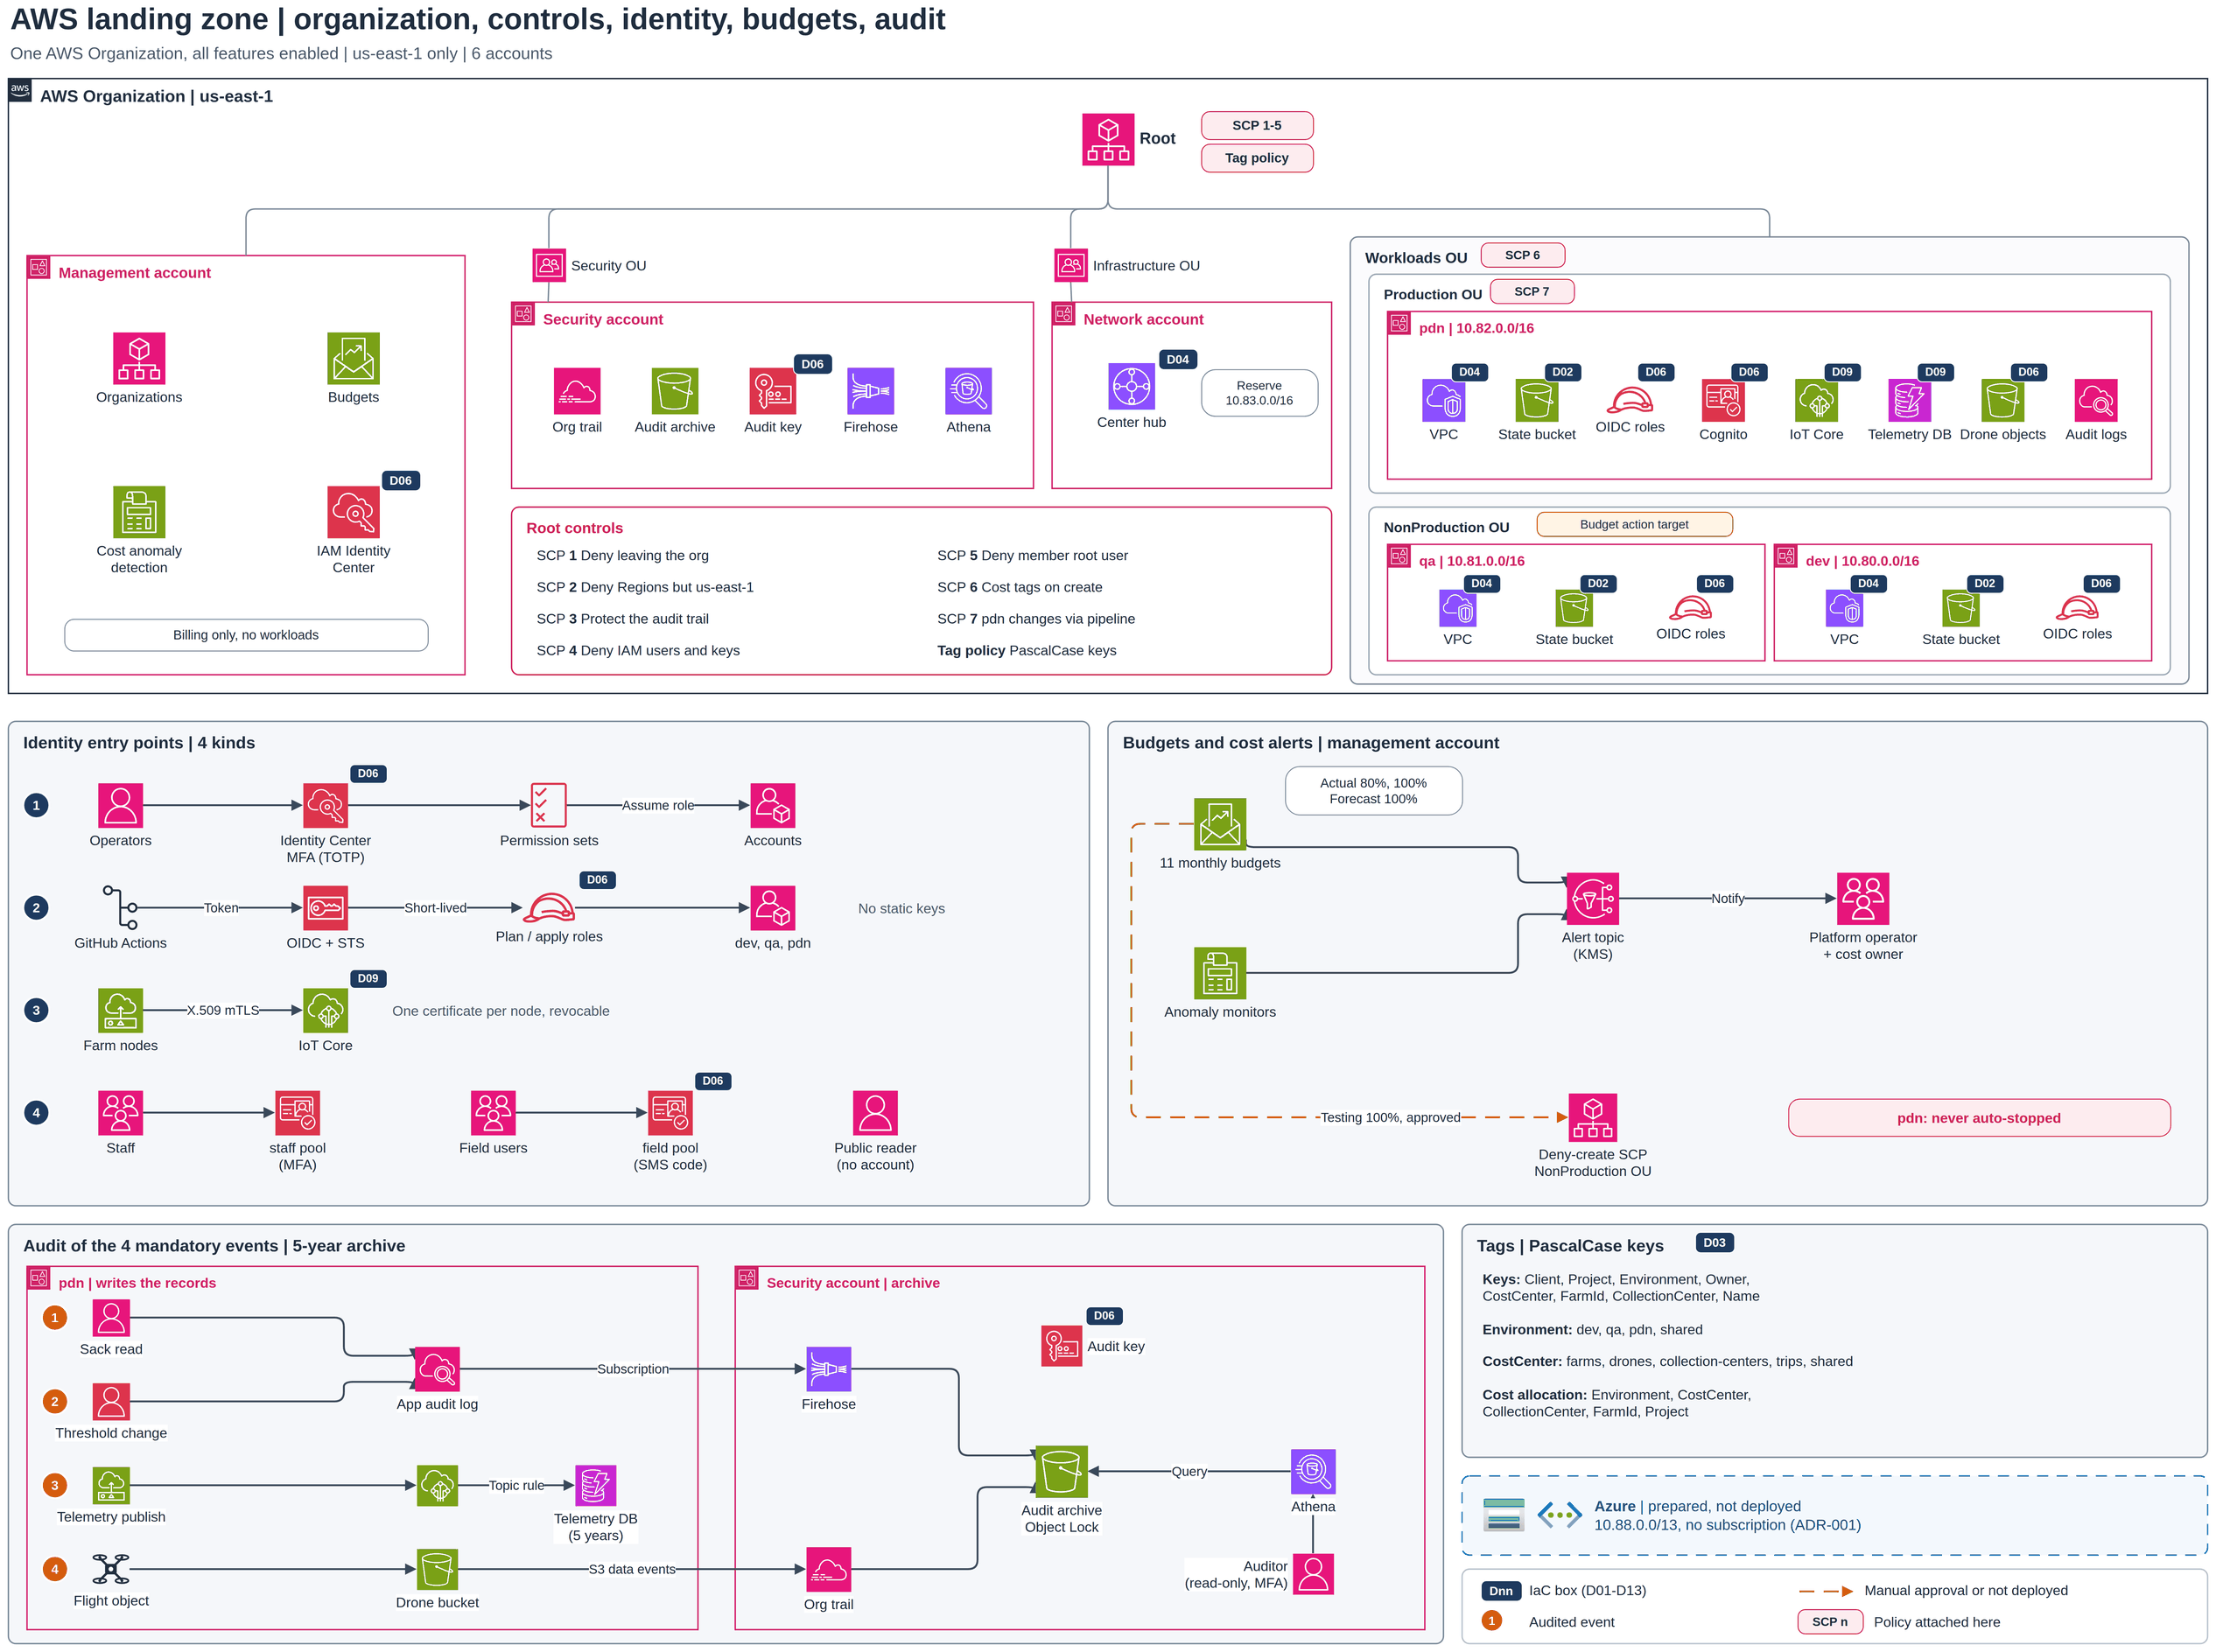 AWS landing zone | organization, controls, identity, budgets, audit
One AWS Organization, all features enabled | us-east-1 only | 6 accounts
aws
AWS Organization | us-east-1
Root
SCP 1-5
Tag policy
Management account
Organizations
Budgets
Cost anomaly
detection
D06
IAM Identity
Center
Billing only, no workloads
Security OU
Security account
Org trail
Audit archive
D06
Audit key
Firehose
Athena
Infrastructure OU
Network account
D04
Center hub
Reserve
10.83.0.0/16
Root controls
SCP 1 Deny leaving the org
SCP 2 Deny Regions but us-east-1
SCP 3 Protect the audit trail
SCP 4 Deny IAM users and keys
SCP 5 Deny member root user
SCP 6 Cost tags on create
SCP 7 pdn changes via pipeline
Tag policy PascalCase keys
Workloads OU
SCP 6
Production OU
SCP 7
pdn | 10.82.0.0/16
D04
VPC
D02
State bucket
D06
OIDC roles
D06
Cognito
D09
IoT Core
D09
Telemetry DB
D06
Drone objects
Audit logs
NonProduction OU
Budget action target
qa | 10.81.0.0/16
D04
VPC
D02
State bucket
D06
OIDC roles
dev | 10.80.0.0/16
D04
VPC
D02
State bucket
D06
OIDC roles
Identity entry points | 4 kinds
1
Operators
D06
Identity Center
MFA (TOTP)
Permission sets
Assume role
Accounts
2
GitHub Actions
Token
OIDC + STS
Short-lived
D06
Plan / apply roles
dev, qa, pdn
No static keys
3
Farm nodes
X.509 mTLS
D09
IoT Core
One certificate per node, revocable
4
Staff
staff pool
(MFA)
Field users
D06
field pool
(SMS code)
Public reader
(no account)
Budgets and cost alerts | management account
Actual 80%, 100%
Forecast 100%
11 monthly budgets
Anomaly monitors
Alert topic
(KMS)
Notify
Platform operator
+ cost owner
Testing 100%, approved
Deny-create SCP
NonProduction OU
pdn: never auto-stopped
Audit of the 4 mandatory events | 5-year archive
pdn | writes the records
1
Sack read
2
Threshold change
App audit log
Subscription
3
Telemetry publish
Topic rule
Telemetry DB
(5 years)
4
Flight object
Drone bucket
S3 data events
Security account | archive
D06
Audit key
Firehose
Audit archive
Object Lock
Query
Athena
Auditor
(read-only, MFA)
Org trail
Tags | PascalCase keys
D03
Keys: Client, Project, Environment, Owner,
CostCenter, FarmId, CollectionCenter, Name
Environment: dev, qa, pdn, shared
CostCenter: farms, drones, collection-centers, trips, shared
Cost allocation: Environment, CostCenter,
CollectionCenter, FarmId, Project
Azure | prepared, not deployed
10.88.0.0/13, no subscription (ADR-001)
Dnn
IaC box (D01-D13)
Manual approval or not deployed
1
Audited event
SCP n
Policy attached here